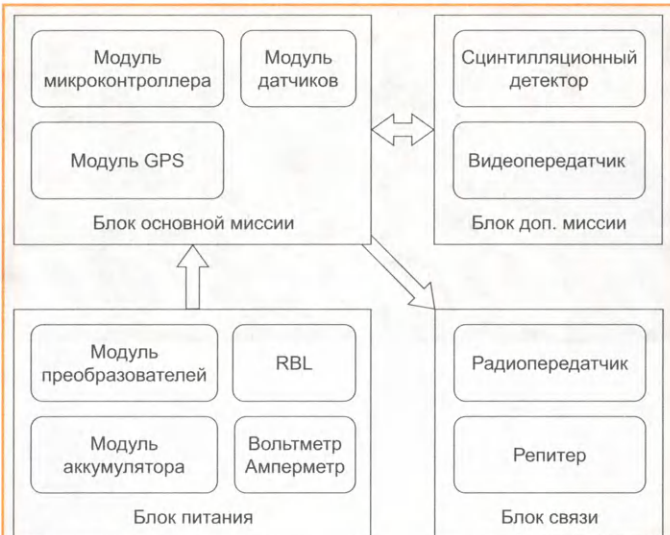 Модуль
микроконтроллера
Модуль
датчиков
Модуль GPS
Блок основной миссии
Сцинтилляционный
детектор
Видеопередатчик
Блок доп. миссии
Модуль
преобразователей
RBL
Модуль
аккумулятора
Вольтметр
Амперметр
Блок питания
Радиопередатчик
Репитер
Блок связи